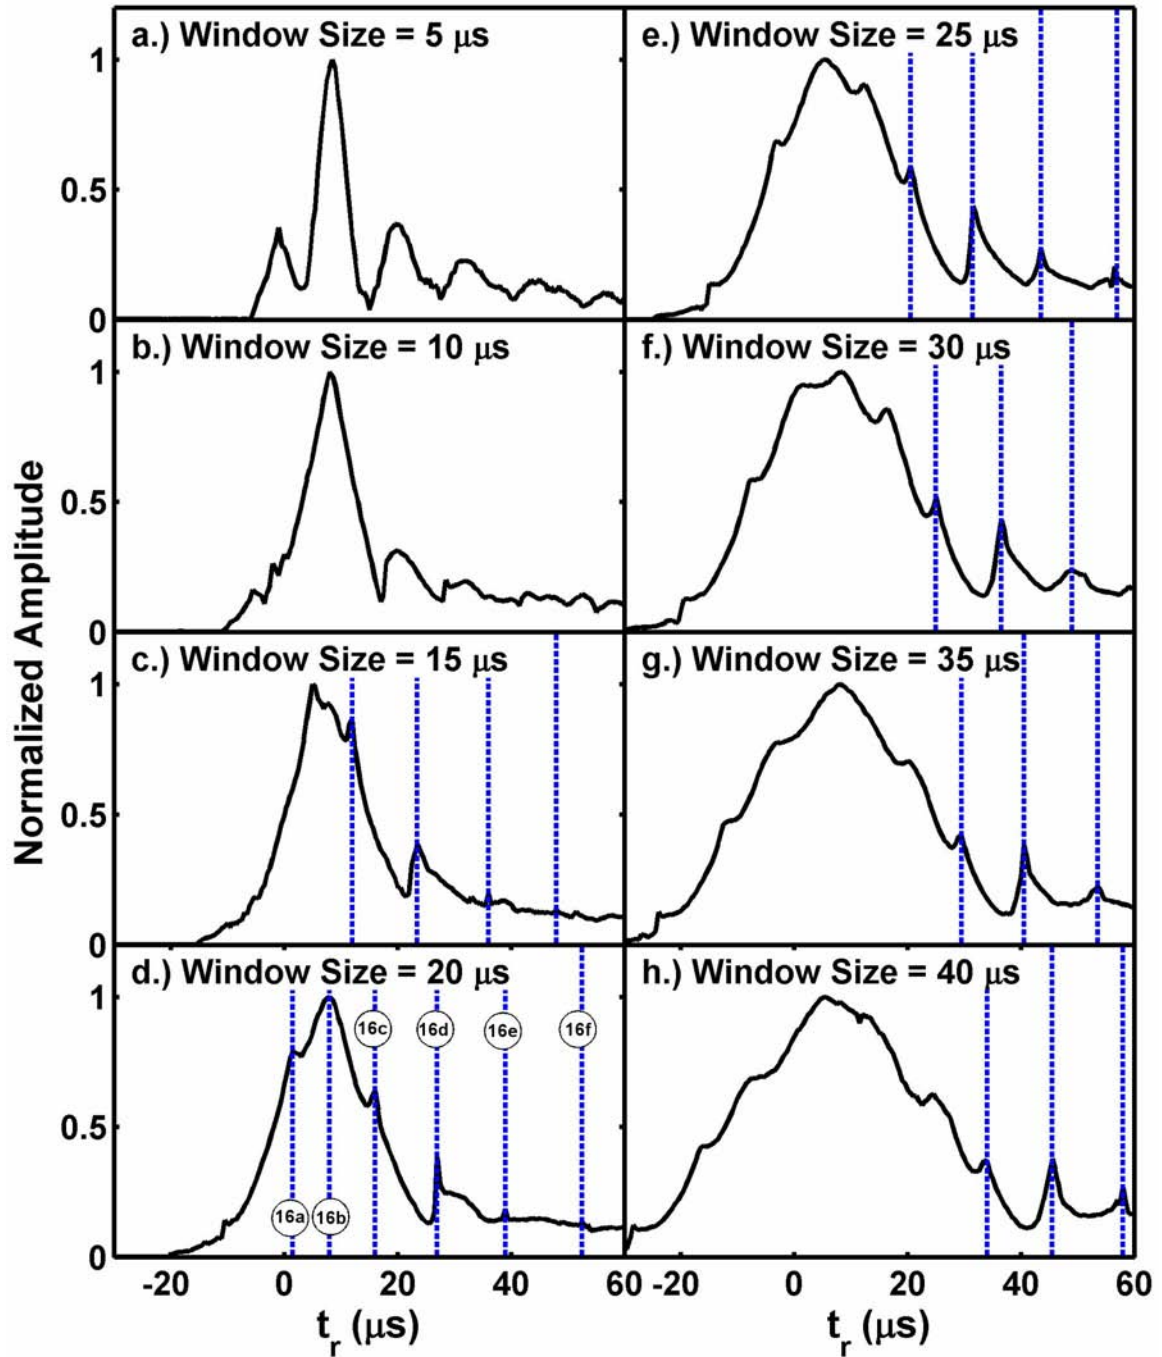 Normalized Amplitude
a.) Window Size = 5 μs
1
0.5
0
b.) Window Size = 10 μs
1
0.5
0
c.) Window Size = 15 μs
1
0.5
0
d.) Window Size = 20 μs
1
0.5
0
16a
16b
16c
16d
16e
16f
-20 0 20 40 60
t_r (μs)
e.) Window Size = 25 μs
f.) Window Size = 30 μs
g.) Window Size = 35 μs
h.) Window Size = 40 μs
-20 0 20 40 60
t_r (μs)